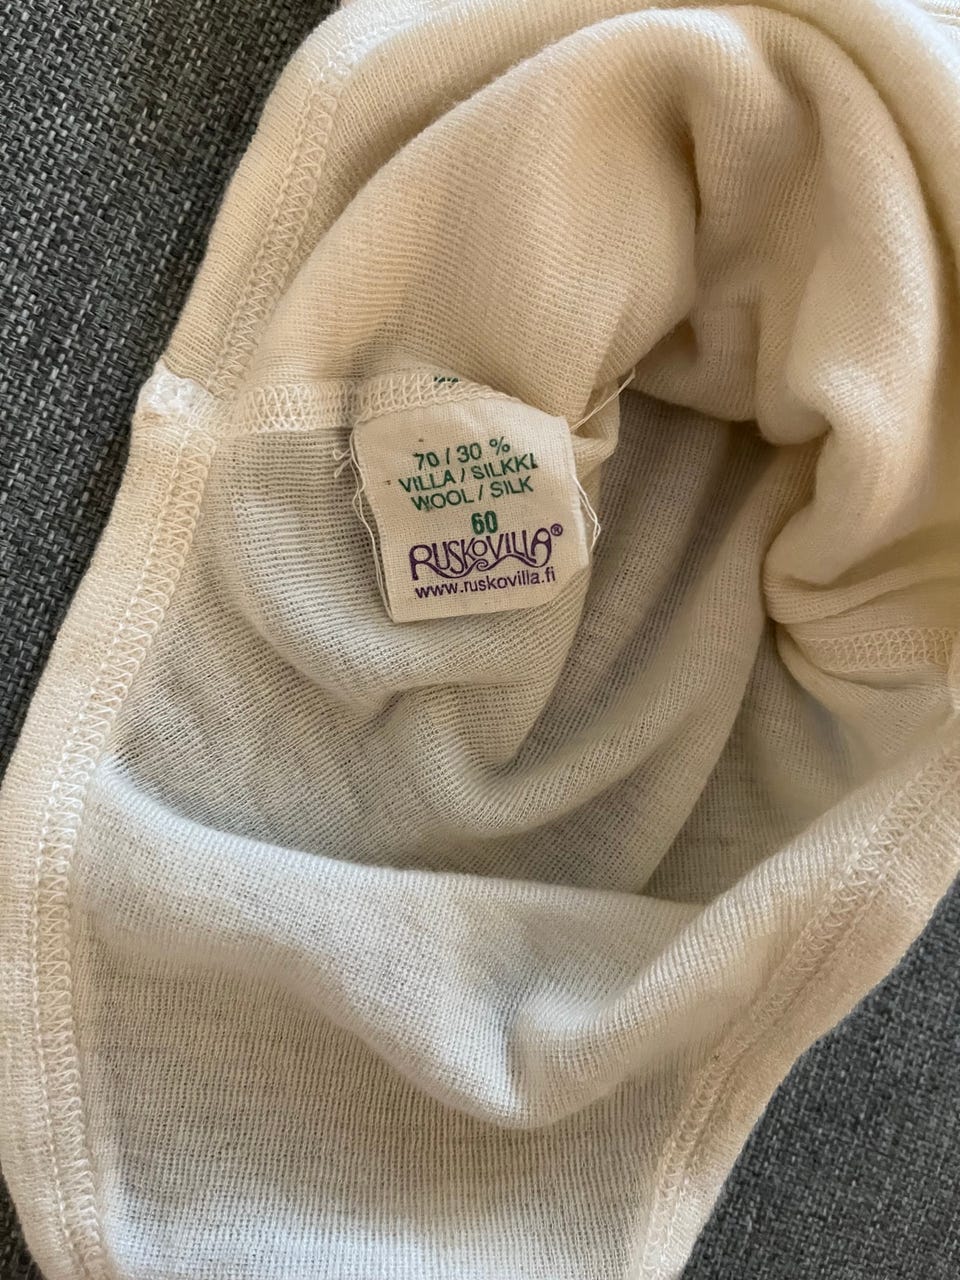 70 / 30 %
VILLA / SILKKI
WOOL / SILK
60
RUSKOVILLA®
www.ruskovilla.fi